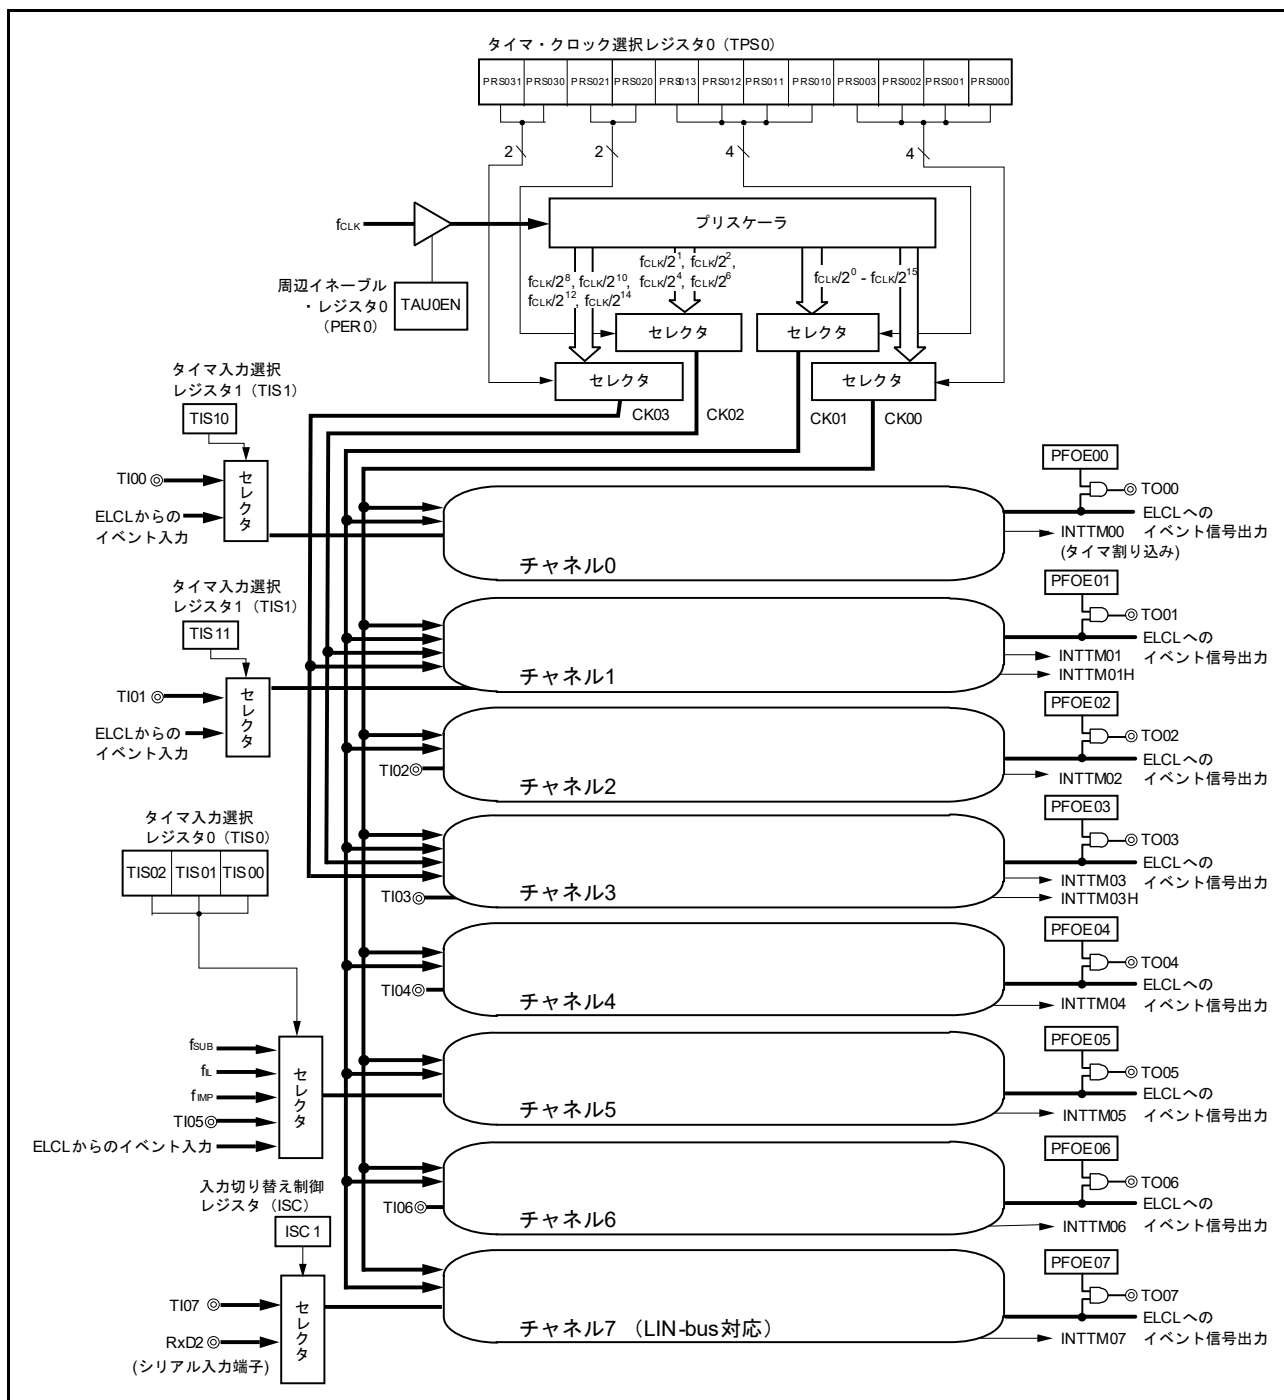 タイマ・クロック選択レジスタ0（TPS0）
PRS031 PRS030 PRS021 PRS020 PRS013 PRS012 PRS011 PRS010 PRS003 PRS002 PRS001 PRS000
2 2 4 4
fCLK
プリスケーラ
周辺イネーブル
・レジスタ0
（PER0）
TAU0EN
fCLK/2^8, fCLK/2^10,
fCLK/2^12, fCLK/2^14
fCLK/2^1, fCLK/2^2,
fCLK/2^4, fCLK/2^6
fCLK/2^0 - fCLK/2^15
セレクタ
セレクタ
セレクタ
セレクタ
CK03
CK02
CK01
CK00
タイマ入力選択
レジスタ1（TIS1）
TIS10
TI00
ELCLからの
イベント入力
セレクタ
チャネル0
PFOE00
TO00
ELCLへの
イベント信号出力
INTTM00
(タイマ割り込み)
タイマ入力選択
レジスタ1（TIS1）
TIS11
TI01
ELCLからの
イベント入力
セレクタ
チャネル1
PFOE01
TO01
ELCLへの
イベント信号出力
INTTM01
INTTM01H
TI02
チャネル2
PFOE02
TO02
ELCLへの
イベント信号出力
INTTM02
タイマ入力選択
レジスタ0（TIS0）
TIS02 TIS01 TIS00
TI03
チャネル3
PFOE03
TO03
ELCLへの
イベント信号出力
INTTM03
INTTM03H
TI04
チャネル4
PFOE04
TO04
ELCLへの
イベント信号出力
INTTM04
fSUB
fIL
fIMP
TI05
ELCLからのイベント入力
セレクタ
チャネル5
PFOE05
TO05
ELCLへの
イベント信号出力
INTTM05
TI06
チャネル6
PFOE06
TO06
ELCLへの
イベント信号出力
INTTM06
入力切り替え制御
レジスタ（ISC）
ISC1
TI07
RxD2
(シリアル入力端子)
セレクタ
チャネル7 （LIN-bus対応）
PFOE07
TO07
ELCLへの
イベント信号出力
INTTM07